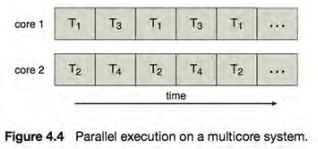 core 1 T1 T3 T1 T3 T1 ...
core 2 T2 T4 T2 T4 T2 ...
time
Figure 4.4 Parallel execution on a multicore system.